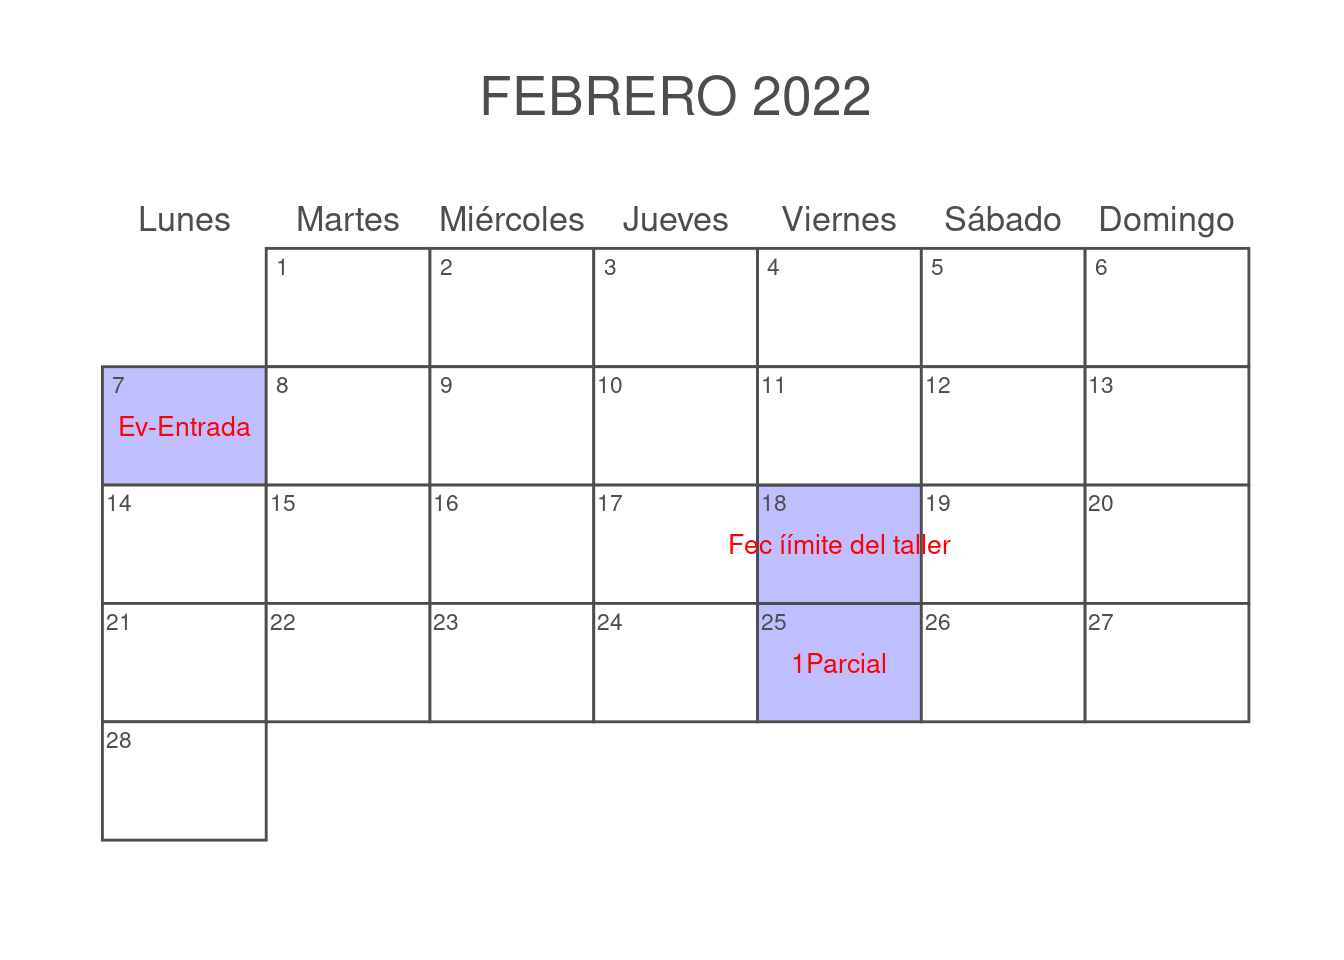 FEBRERO 2022
Lunes Martes Miércoles Jueves Viernes Sábado Domingo
1 2 3 4 5 6
7 8 9 10 11 12 13
Ev-Entrada
14 15 16 17 18 19 20
Fec íímite del taller
21 22 23 24 25 26 27
1Parcial
28